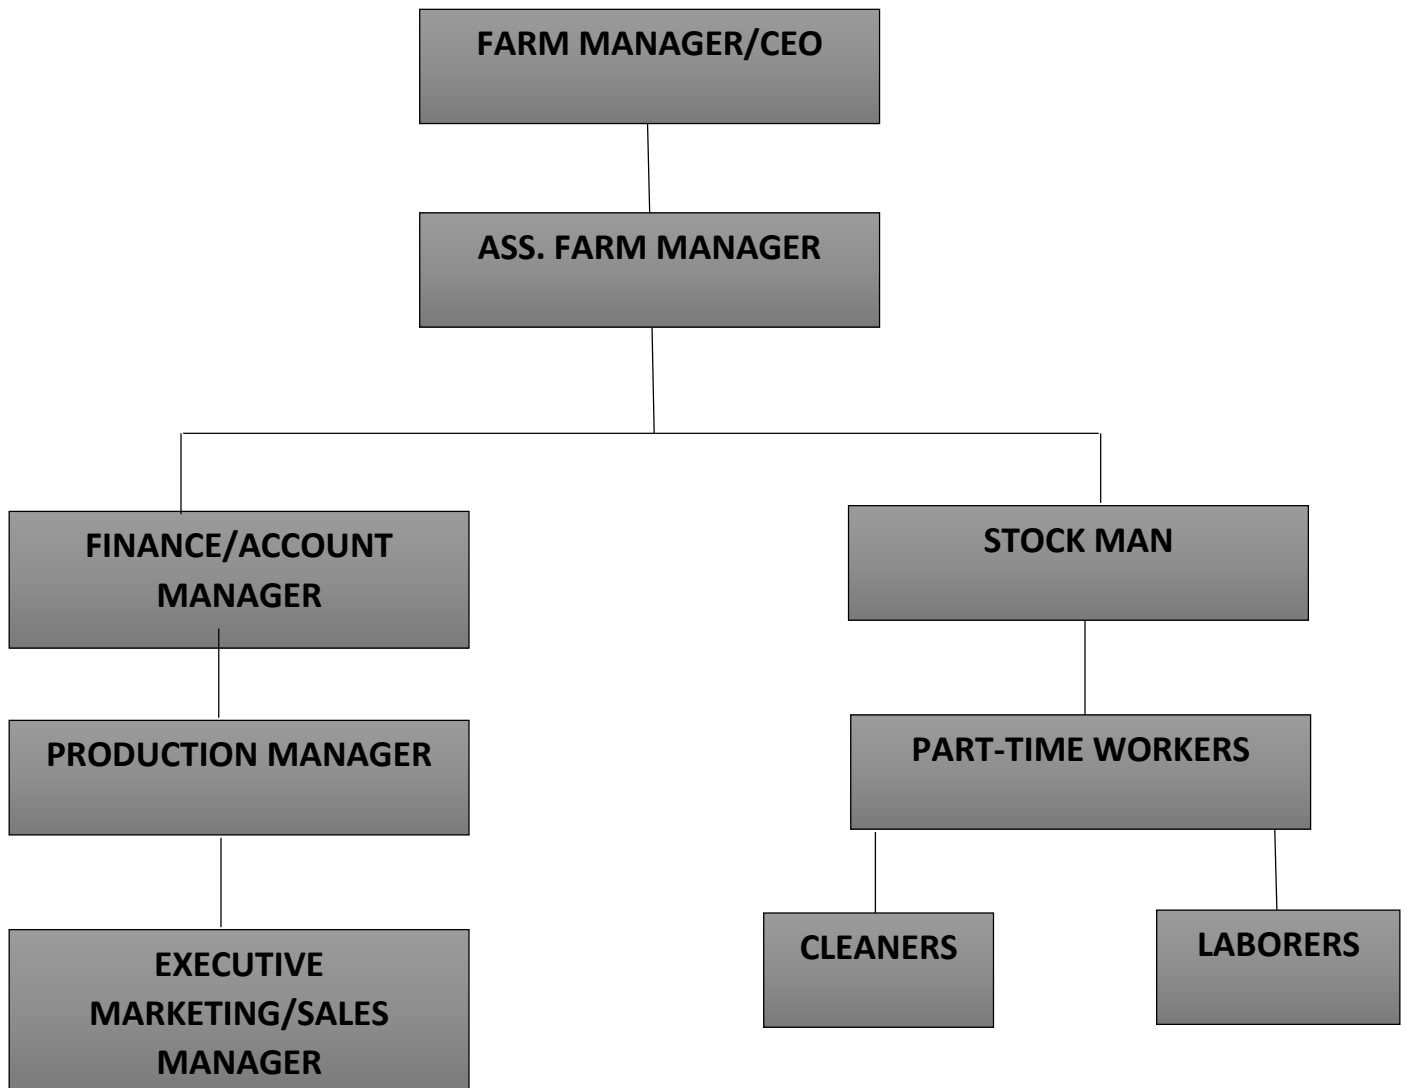 FARM MANAGER/CEO
ASS. FARM MANAGER
FINANCE/ACCOUNT
MANAGER
STOCK MAN
PRODUCTION MANAGER
PART-TIME WORKERS
EXECUTIVE
MARKETING/SALES
MANAGER
CLEANERS
LABORERS